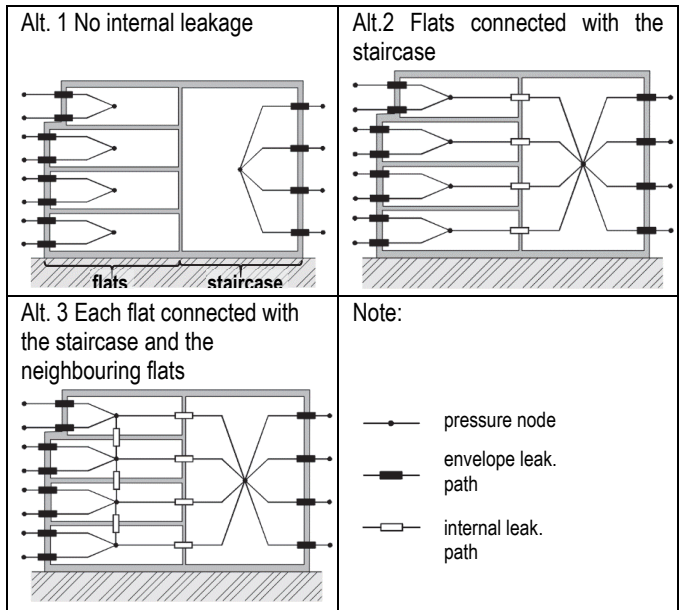 Alt. 1 No internal leakage
flats
staircase
Alt.2 Flats connected with the
staircase
Alt. 3 Each flat connected with
the staircase and the
neighbouring flats
Note:
pressure node
envelope leak.
path
internal leak.
path